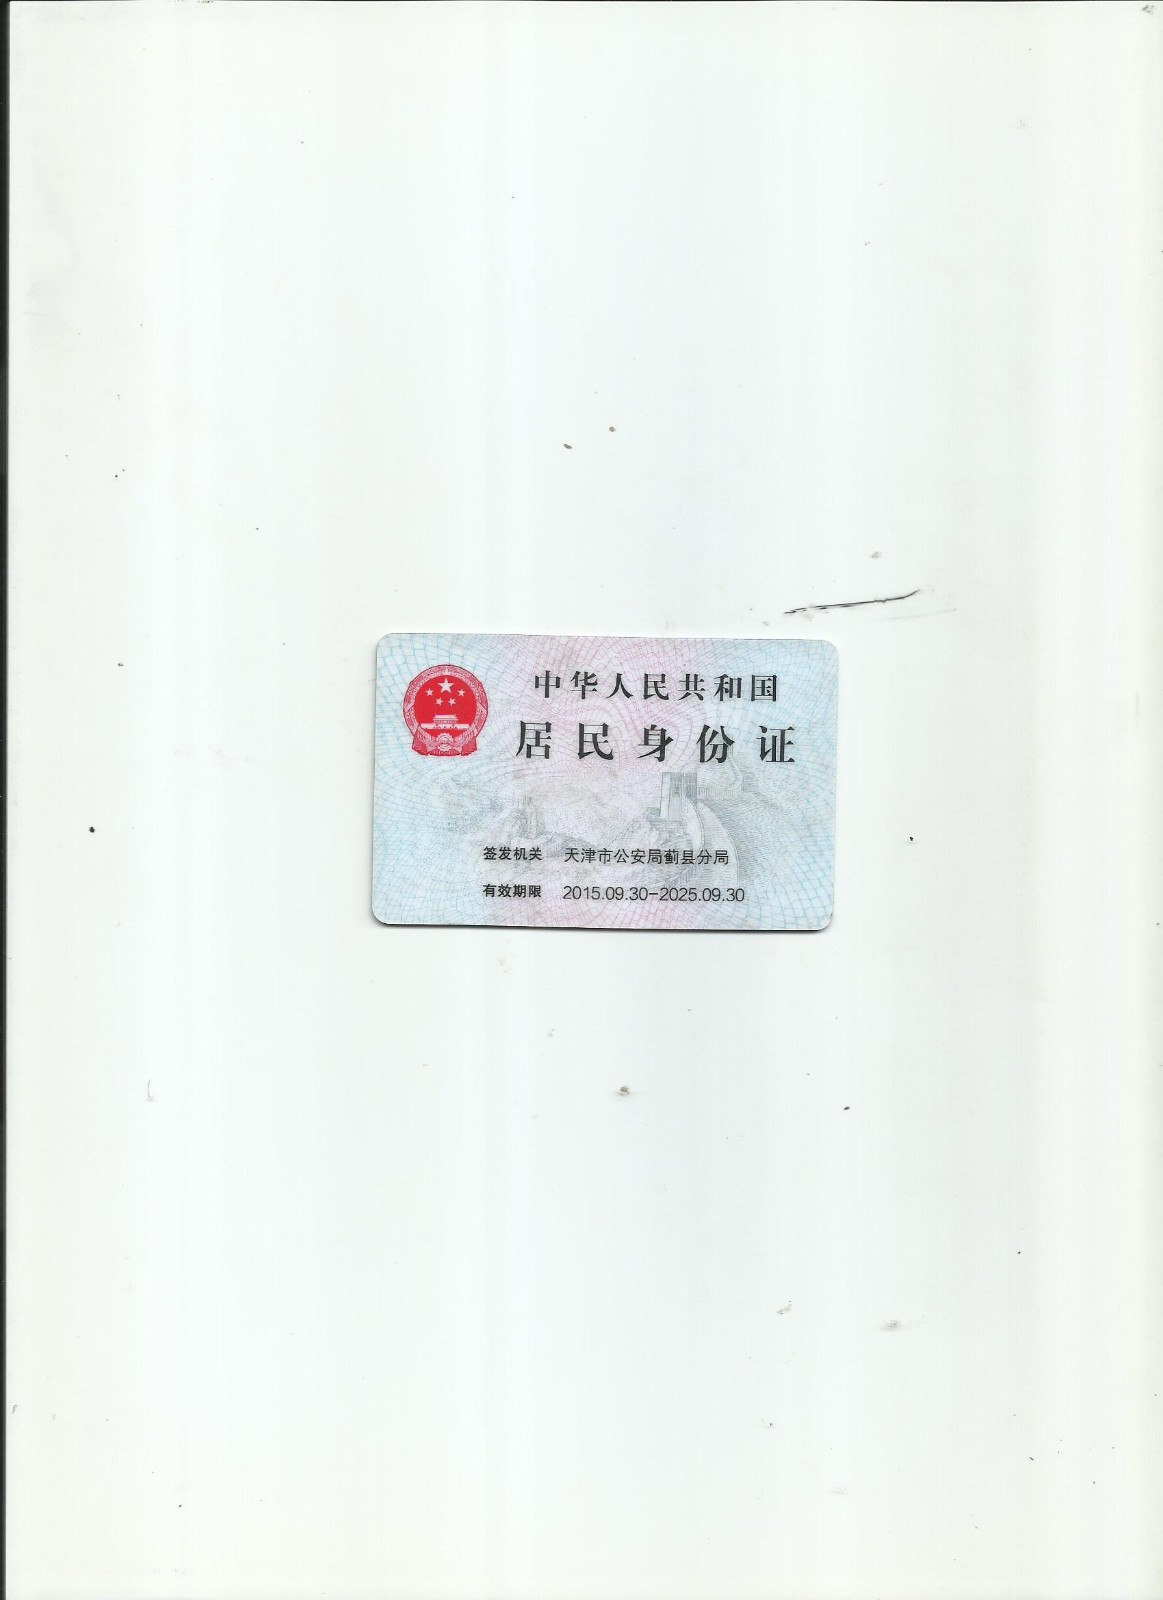 中华人民共和国
居民身份证
签发机关 天津市公安局蓟县分局
有效期限 2015.09.30-2025.09.30